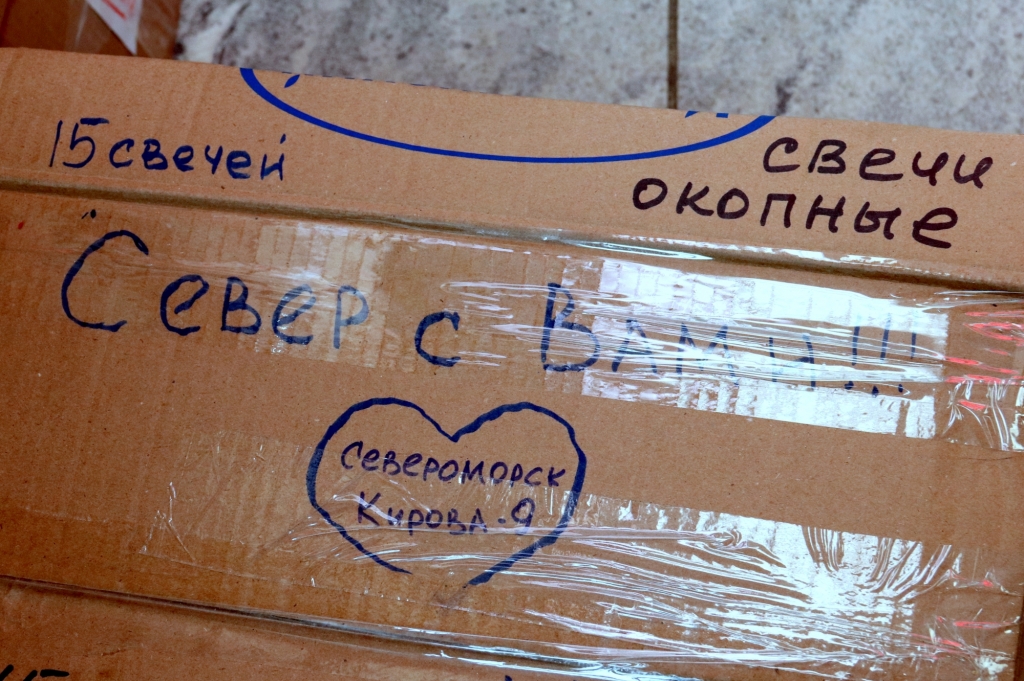 15 свечей
свечи
окопные
Север с Вами!!!
Североморск
Кирова-9